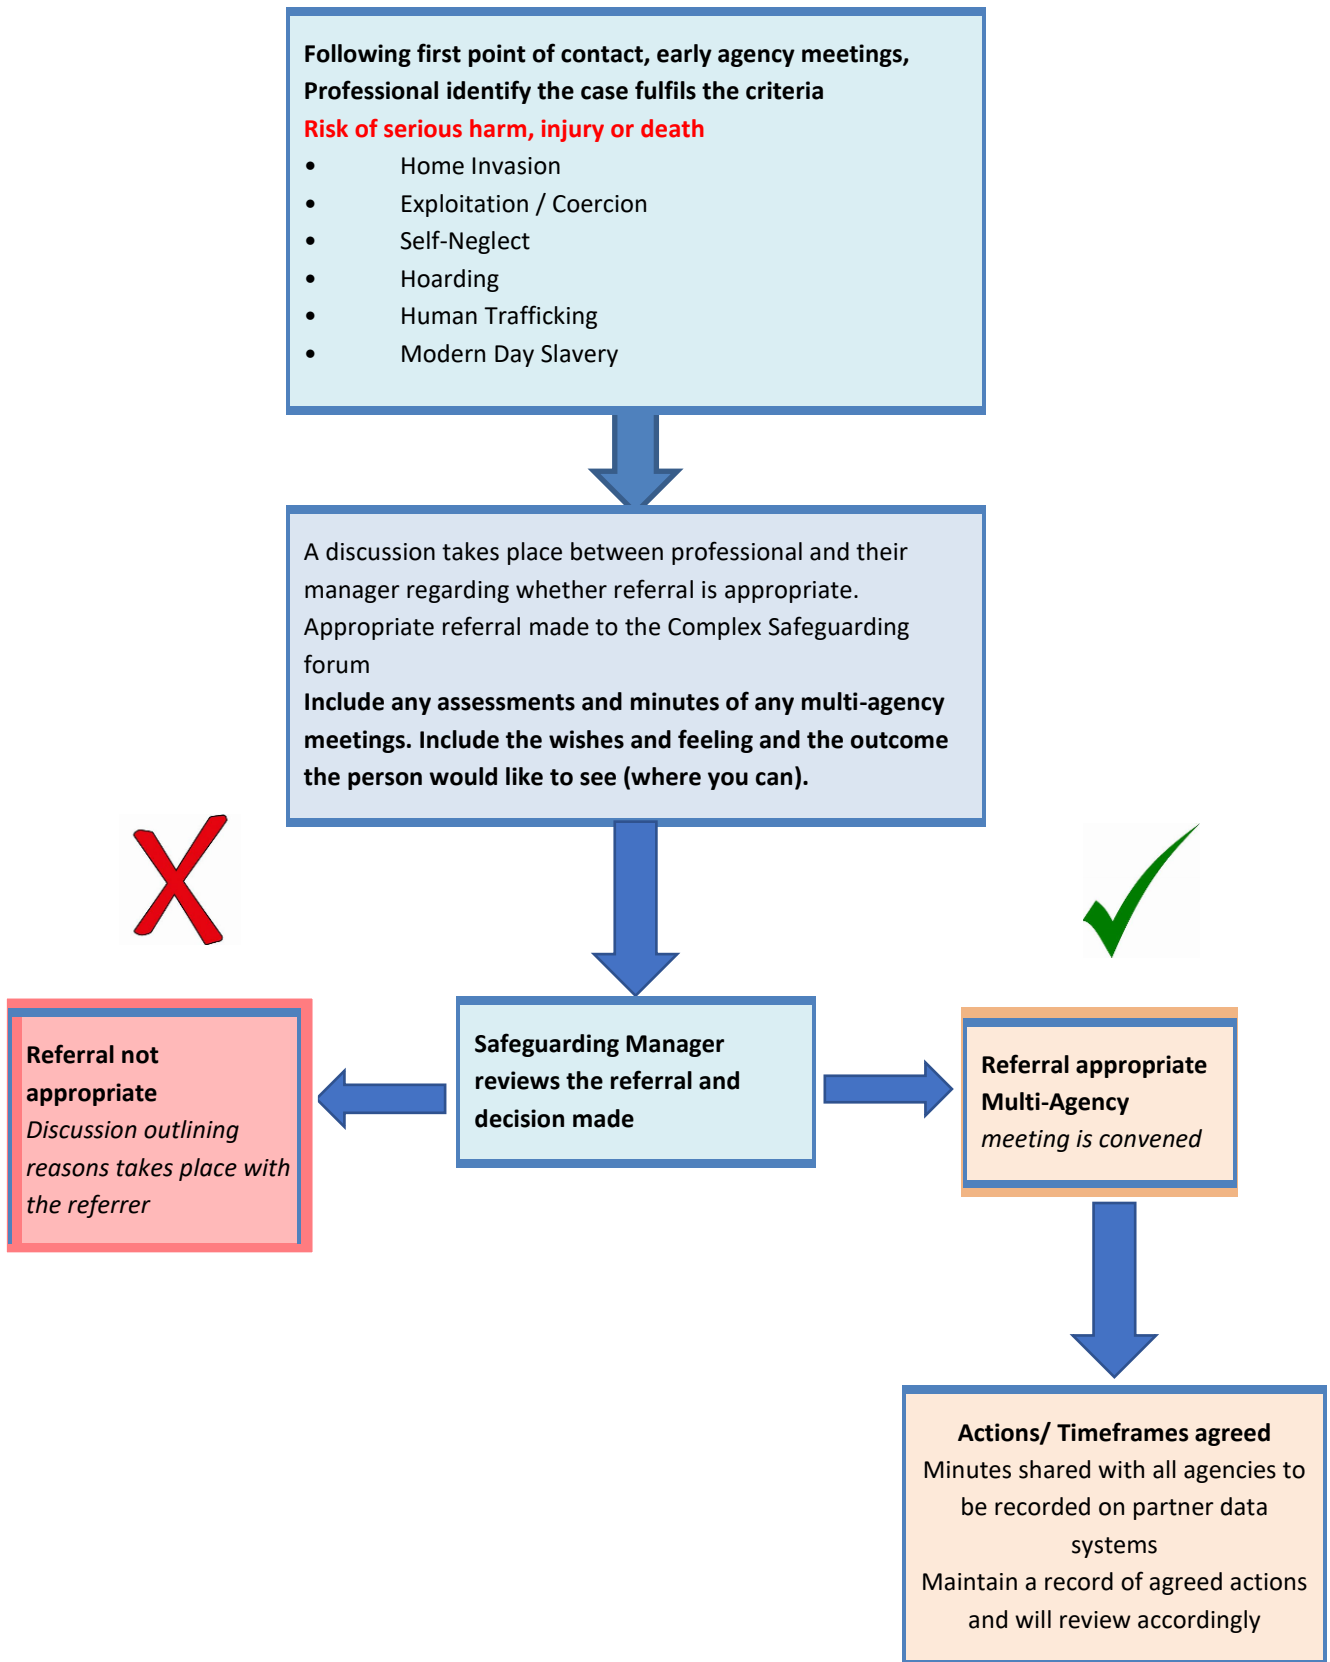 Following first point of contact, early agency meetings,
Professional identify the case fulfils the criteria
Risk of serious harm, injury or death
• Home Invasion
• Exploitation / Coercion
• Self-Neglect
• Hoarding
• Human Trafficking
• Modern Day Slavery
A discussion takes place between professional and their
manager regarding whether referral is appropriate.
Appropriate referral made to the Complex Safeguarding
forum
Include any assessments and minutes of any multi-agency
meetings. Include the wishes and feeling and the outcome
the person would like to see (where you can).
Referral not
appropriate
Discussion outlining
reasons takes place with
the referrer
Safeguarding Manager
reviews the referral and
decision made
Referral appropriate
Multi-Agency
meeting is convened
Actions/ Timeframes agreed
Minutes shared with all agencies to
be recorded on partner data
systems
Maintain a record of agreed actions
and will review accordingly